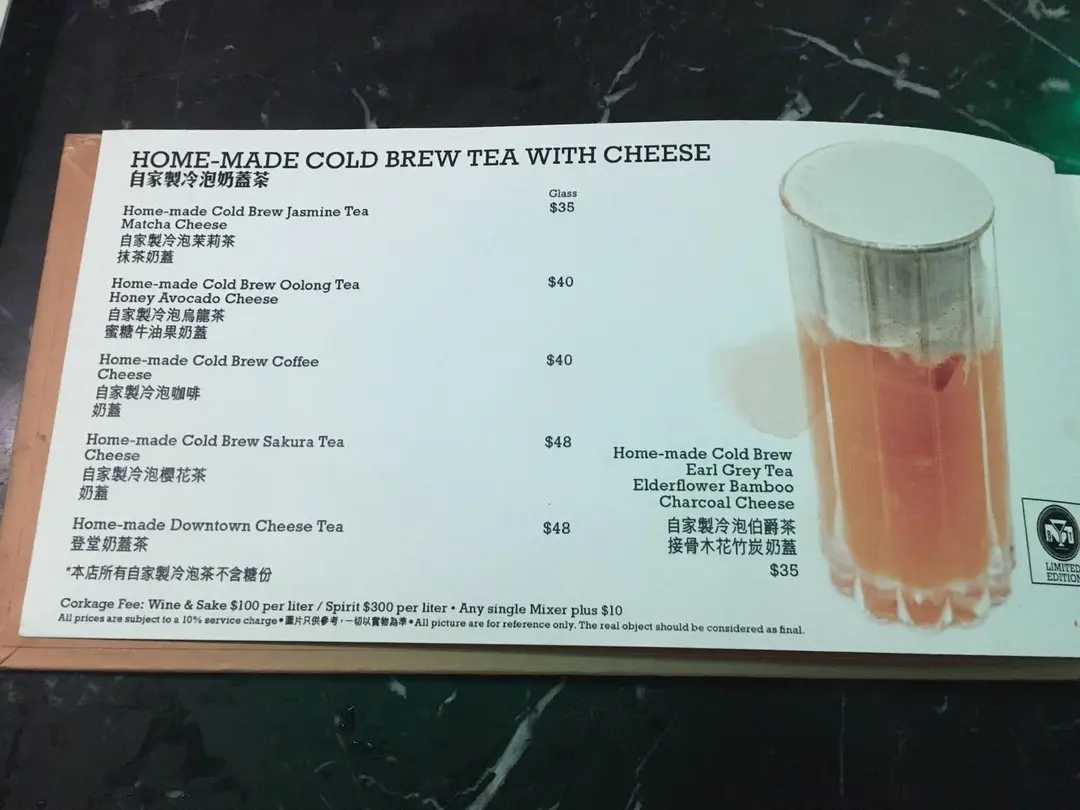 HOME-MADE COLD BREW TEA WITH CHEESE
自家製冷泡奶蓋茶
Glass
Home-made Cold Brew Jasmine Tea $35
Matcha Cheese
自家製冷泡茉莉茶
抹茶奶蓋
Home-made Cold Brew Oolong Tea $40
Honey Avocado Cheese
自家製冷泡烏龍茶
蜜糖牛油果奶蓋
Home-made Cold Brew Coffee $40
Cheese
自家製冷泡咖啡
奶蓋
Home-made Cold Brew Sakura Tea $48
Cheese
自家製冷泡櫻花茶
奶蓋
Home-made Downtown Cheese Tea $48
登堂奶蓋茶
*本店所有自家製冷泡茶不含糖份
Home-made Cold Brew
Earl Grey Tea
Elderflower Bamboo
Charcoal Cheese
自家製冷泡伯爵茶
接骨木花竹炭奶蓋
$35
LIMITED
EDITION
Corkage Fee: Wine & Sake $100 per liter / Spirit $300 per liter • Any single Mixer plus $10
All prices are subject to a 10% service charge • 圖片只供參考，一切以實物為準 • All picture are for reference only. The real object should be considered as final.